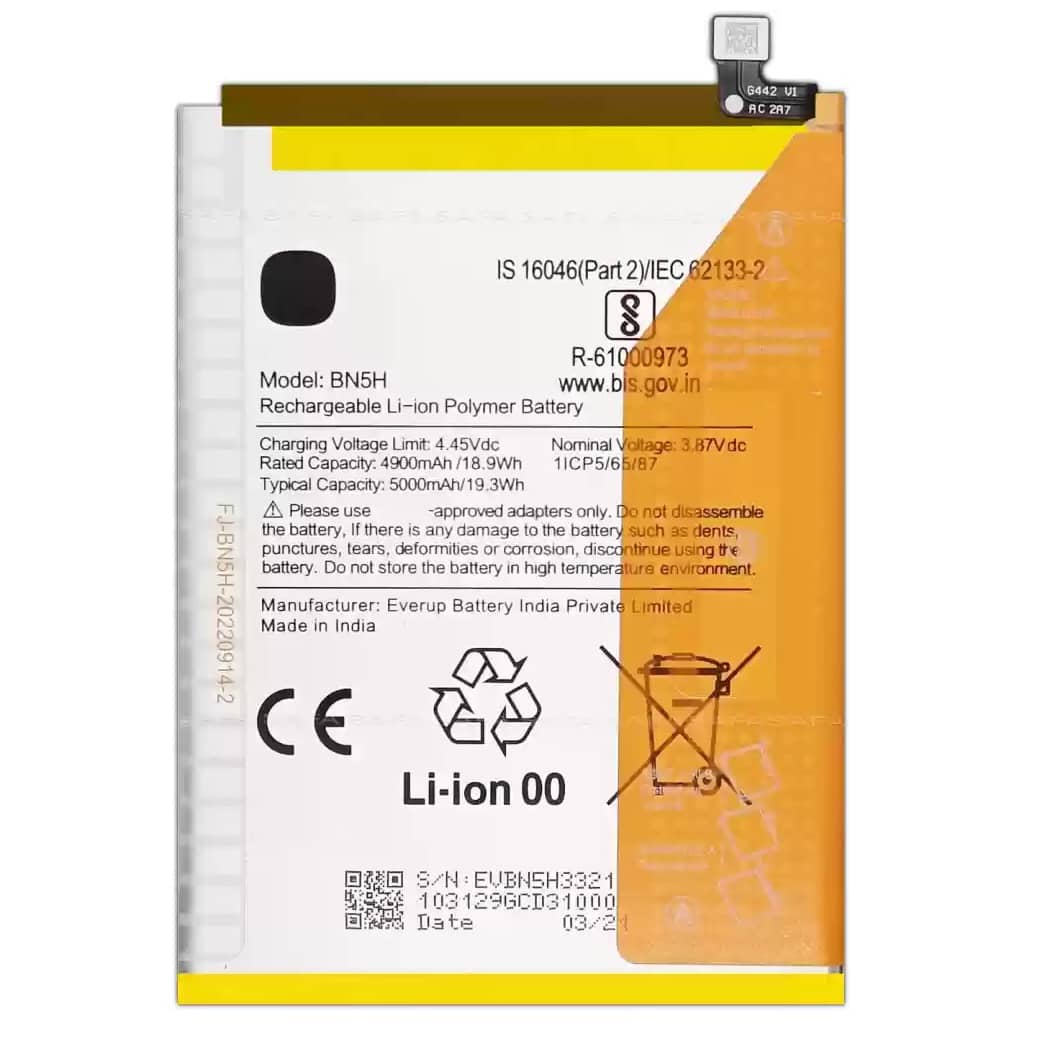 G442 V1
AC 2A7
IS 16046(Part 2)/IEC 62133-2
R-61000973
www.bis.gov.in
Model: BN5H
Rechargeable Li-ion Polymer Battery
Charging Voltage Limit: 4.45Vdc Nominal Voltage: 3.87Vdc
Rated Capacity: 4900mAh/18.9Wh 1ICP5/65/87
Typical Capacity: 5000mAh/19.3Wh
⚠ Please use -approved adapters only. Do not disassemble
the battery, If there is any damage to the battery such as dents,
punctures, tears, deformities or corrosion, discontinue using the
battery. Do not store the battery in high temperature environment.
Manufacturer: Everup Battery India Private Limited
Made in India
FJ-BN5H-20220914-2
CE
Li-ion 00
S/N:EVBN5H3321
103129GCD31000
Date 03/21